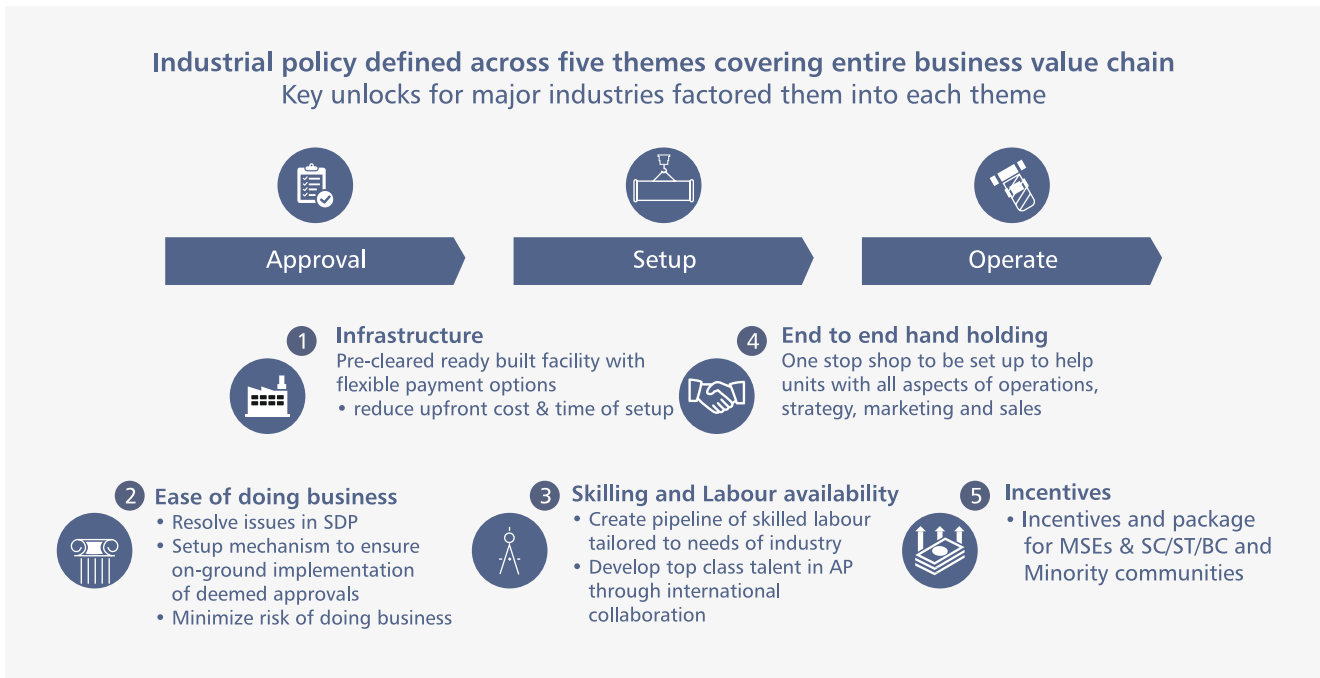 Industrial policy defined across five themes covering entire business value chain
Key unlocks for major industries factored them into each theme
Approval
Setup
Operate
1
Infrastructure
Pre-cleared ready built facility with
flexible payment options
• reduce upfront cost & time of setup
4
End to end hand holding
One stop shop to be set up to help
units with all aspects of operations,
strategy, marketing and sales
2
Ease of doing business
• Resolve issues in SDP
• Setup mechanism to ensure
on-ground implementation
of deemed approvals
• Minimize risk of doing business
3
Skilling and Labour availability
• Create pipeline of skilled labour
tailored to needs of industry
• Develop top class talent in AP
through international
collaboration
5
Incentives
• Incentives and package
for MSEs & SC/ST/BC and
Minority communities